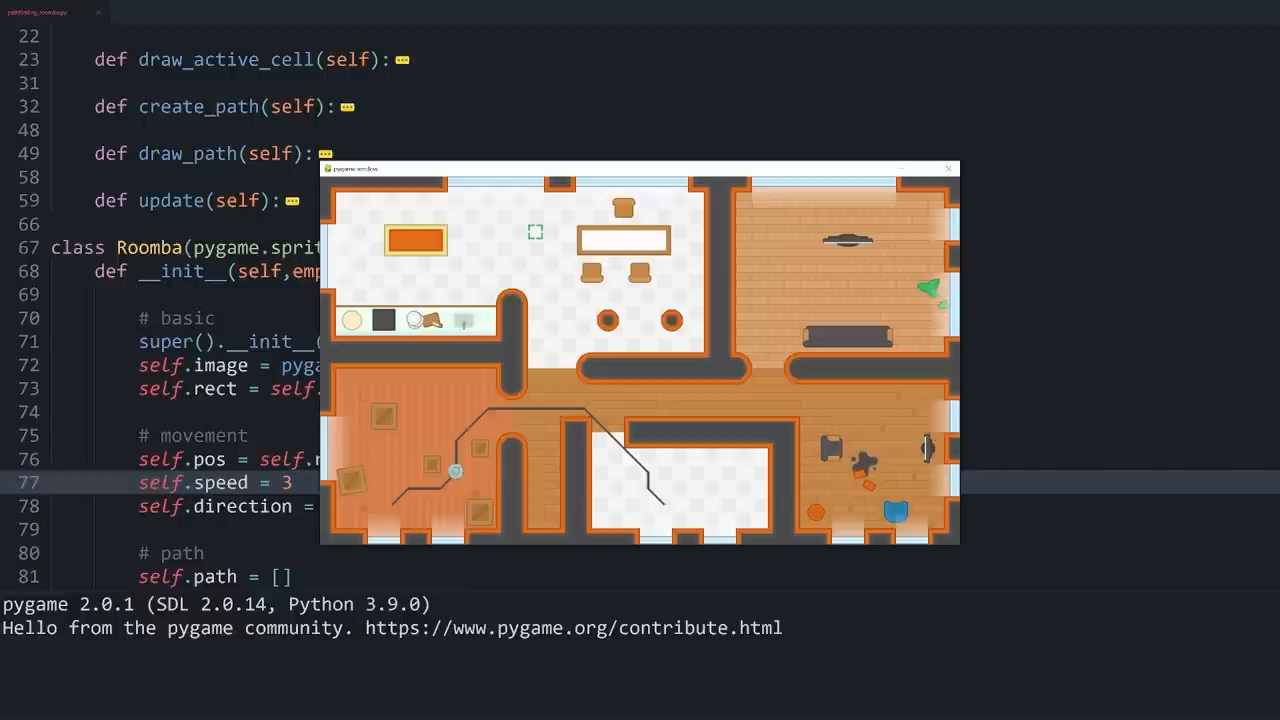 pathfinding_roomba.py
22
23 def draw_active_cell(self):
31
32 def create_path(self):
48
49 def draw_path(self):
58
59 def update(self):
66
67 class Roomba(pygame.sprit
68 def __init__(self,emp
69
70 # basic
71 super().__init__(
72 self.image = pyga
73 self.rect = self.
74
75 # movement
76 self.pos = self.r
77 self.speed = 3
78 self.direction =
79
80 # path
81 self.path = []
pygame window
pygame 2.0.1 (SDL 2.0.14, Python 3.9.0)
Hello from the pygame community. https://www.pygame.org/contribute.html